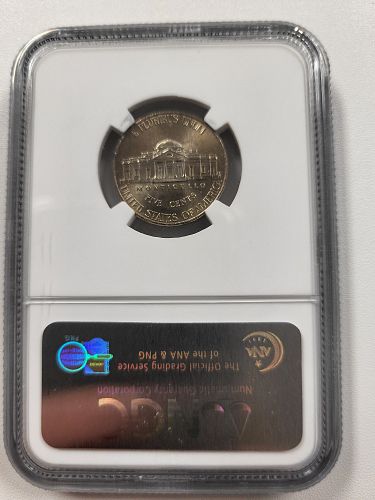 E PLURIBUS UNUM
MONTICELLO
FIVE CENTS
UNITED STATES OF AMERICA
Numismatic Guaranty Corporation
NGC
The Official Grading Service
of the ANA & PNG
PNG
ANA
1891